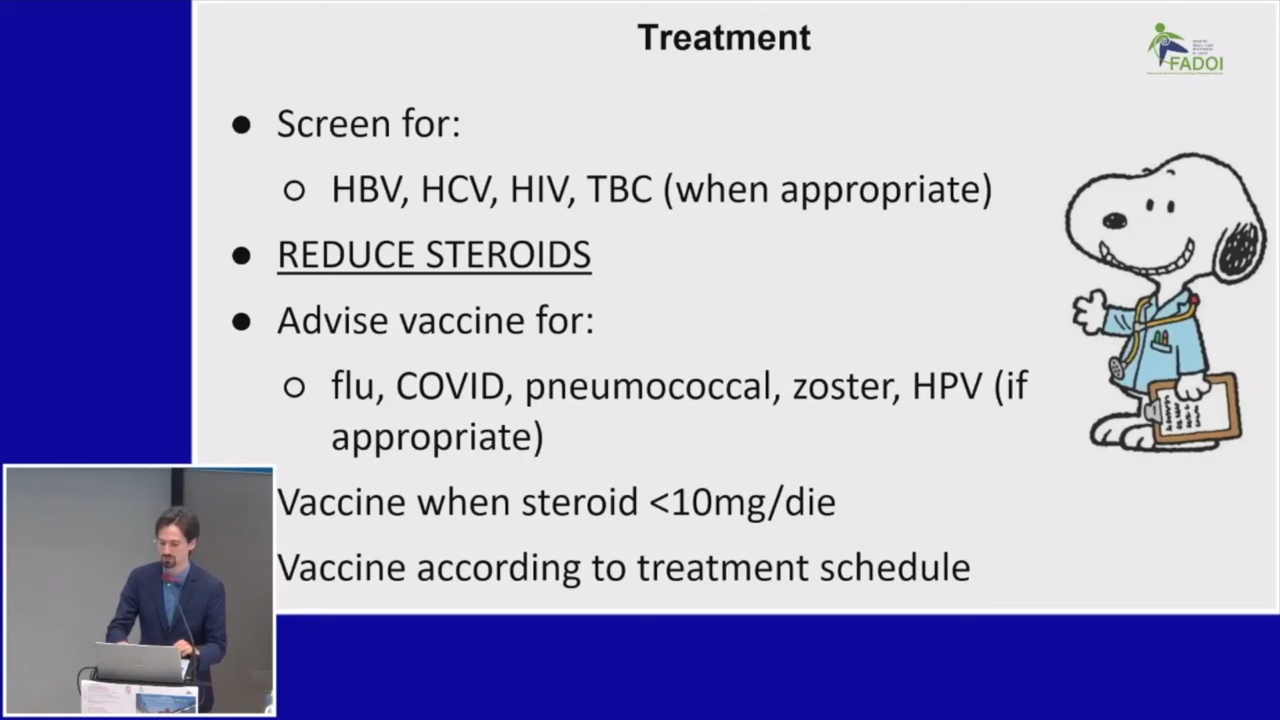 Treatment
FADOI
● Screen for:
○ HBV, HCV, HIV, TBC (when appropriate)
● REDUCE STEROIDS
● Advise vaccine for:
○ flu, COVID, pneumococcal, zoster, HPV (if
appropriate)
Vaccine when steroid <10mg/die
Vaccine according to treatment schedule